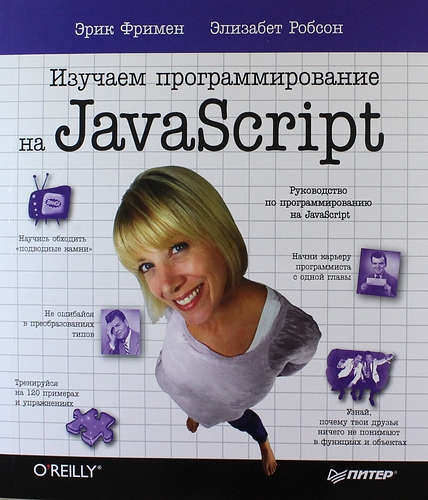 Эрик Фримен Элизабет Робсон
Изучаем программирование
на JavaScript
Руководство
по программированию
на JavaScript
Научись обходить
«подводные камни»
Начни карьеру
программиста
с одной главы
Не ошибайся
в преобразованиях
типов
Тренируйся
на 120 примерах
и упражнениях
Узнай,
почему твои друзья
ничего не понимают
в функциях и объектах
O'REILLY®
ПИТЕР®